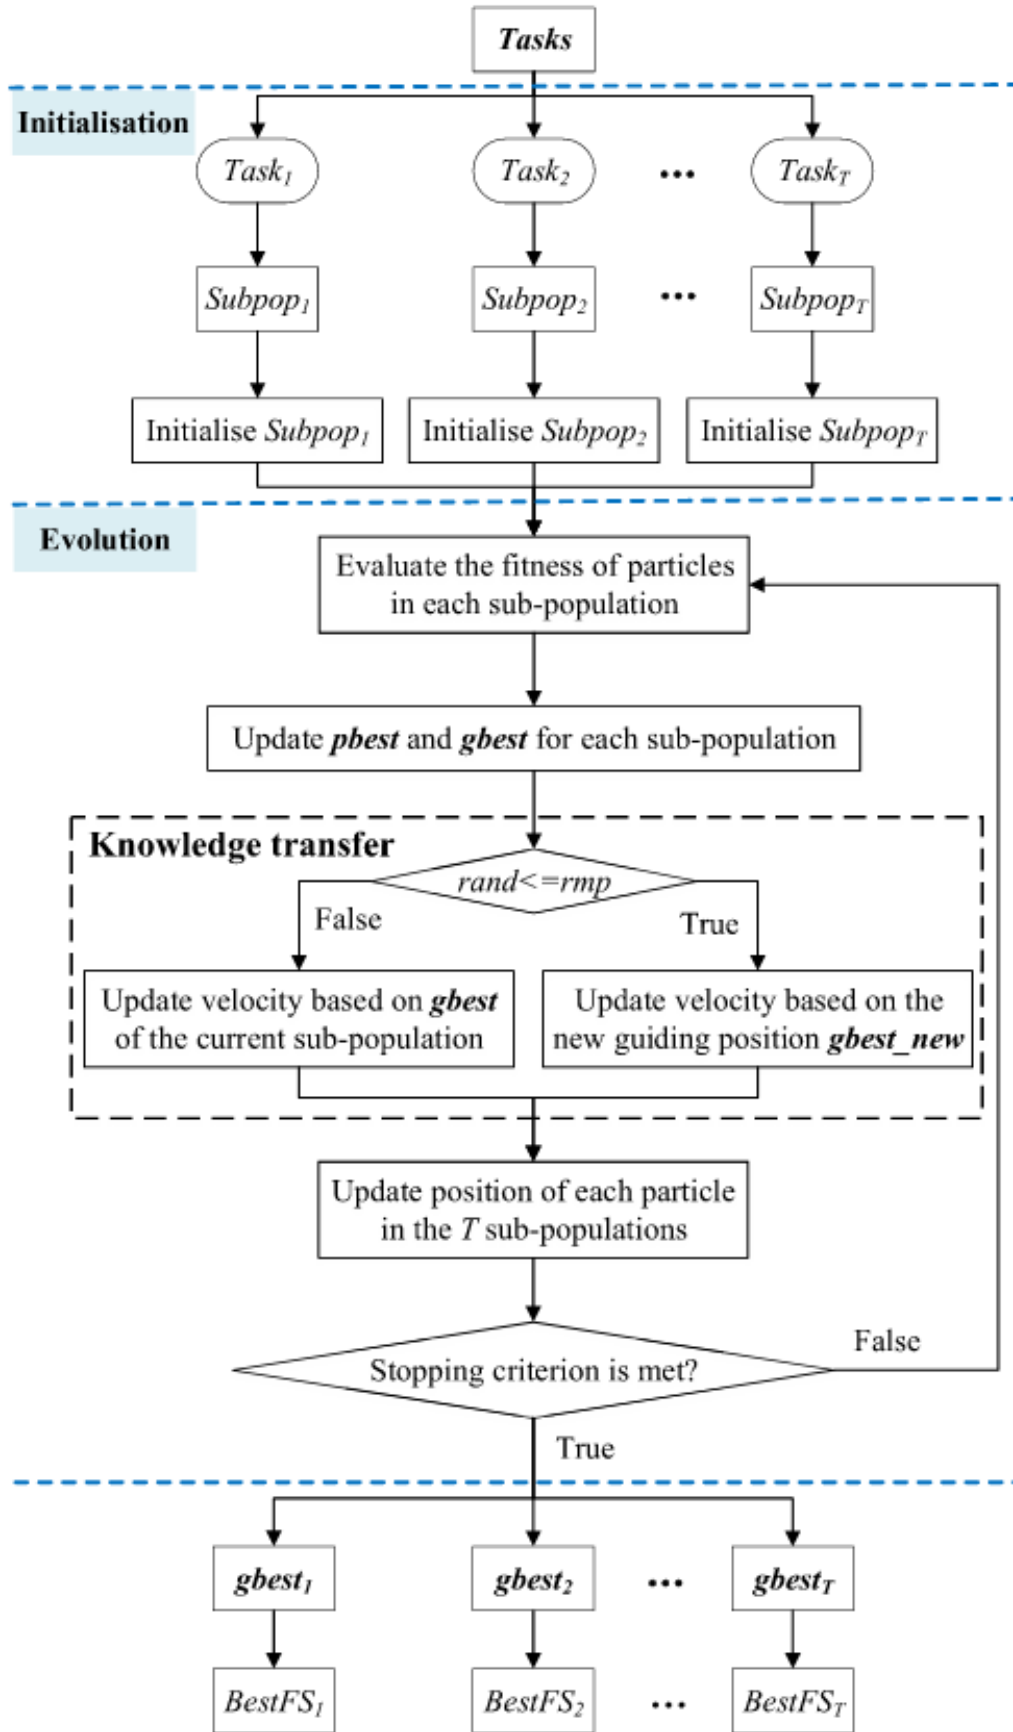 Tasks
Initialisation
Task1
Task2
...
TaskT
Subpop1
Subpop2
...
SubpopT
Initialise Subpop1
Initialise Subpop2
Initialise SubpopT
Evolution
Evaluate the fitness of particles
in each sub-population
Update pbest and gbest for each sub-population
Knowledge transfer
rand<=rmp
False
True
Update velocity based on gbest
of the current sub-population
Update velocity based on the
new guiding position gbest_new
Update position of each particle
in the T sub-populations
False
Stopping criterion is met?
True
gbest1
gbest2
...
gbestT
BestFS1
BestFS2
...
BestFST